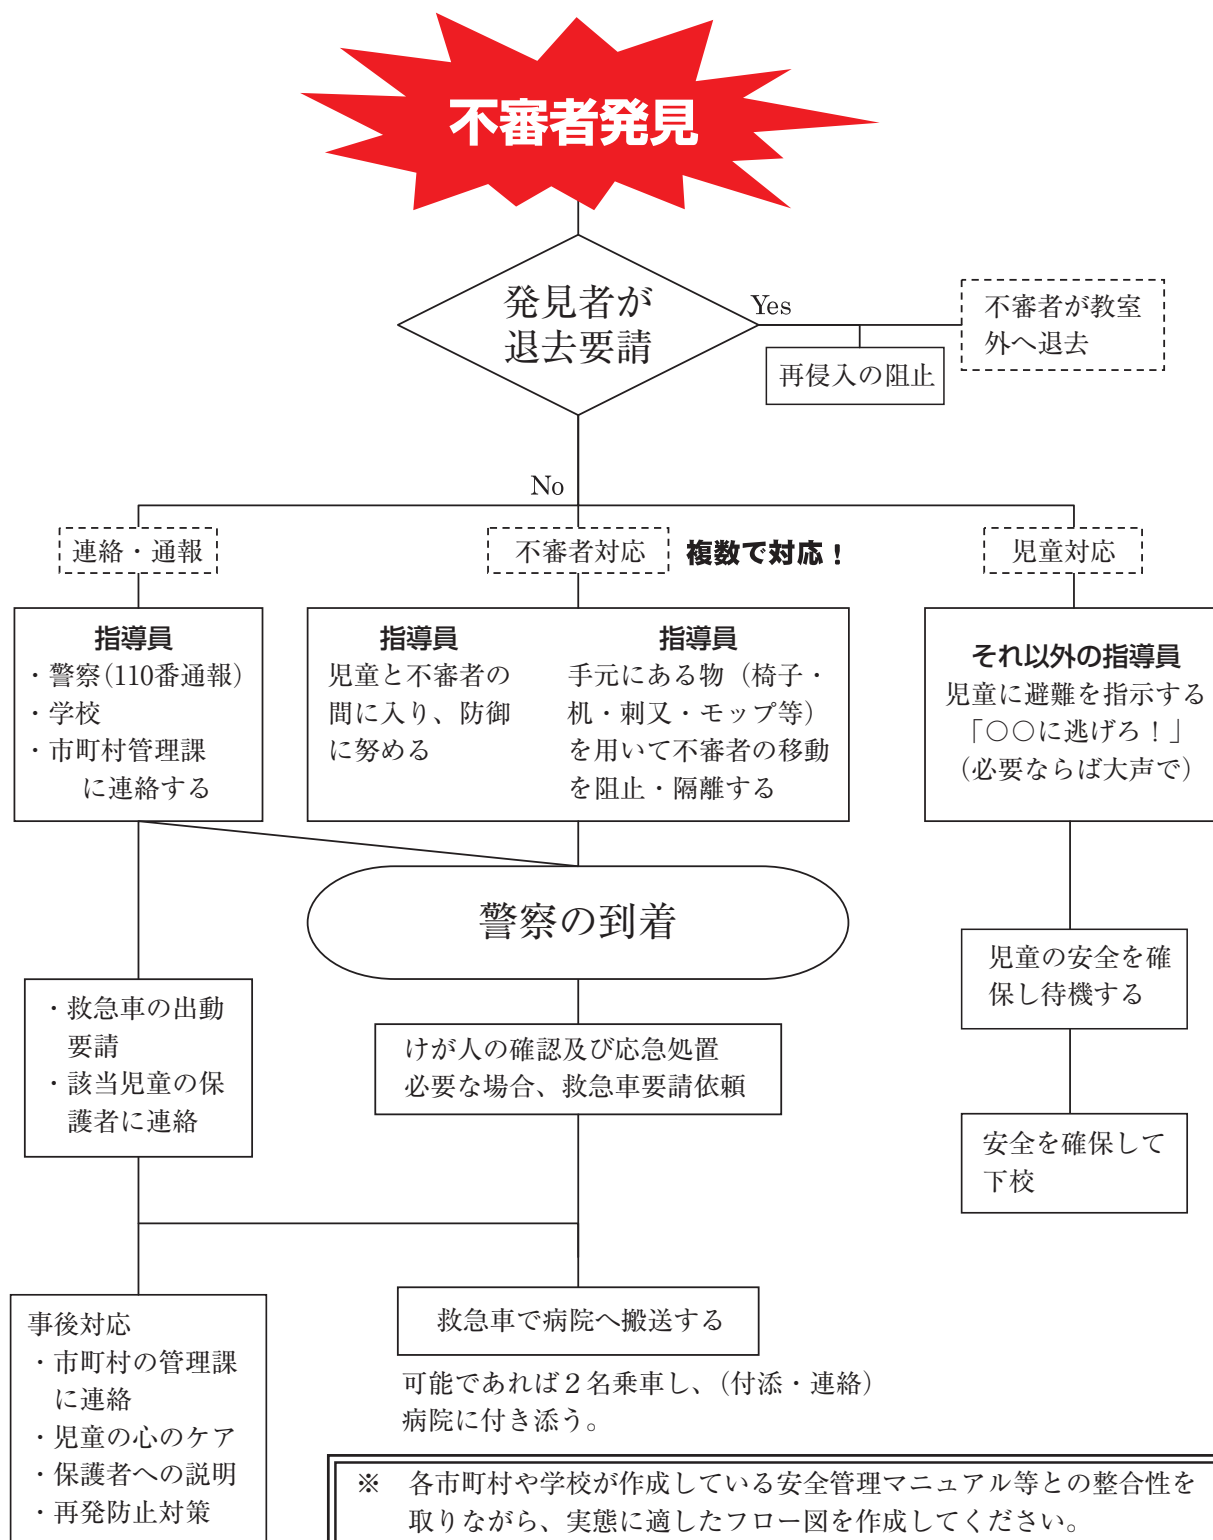 不審者発見
発見者が
退去要請
Yes
再侵入の阻止
不審者が教室
外へ退去
No
連絡・通報
不審者対応
複数で対応！
児童対応
指導員
・警察(110番通報)
・学校
・市町村管理課
に連絡する
指導員
児童と不審者の
間に入り、防御
に努める
指導員
手元にある物（椅子・
机・刺又・モップ等）
を用いて不審者の移動
を阻止・隔離する
それ以外の指導員
児童に避難を指示する
「○○に逃げろ！」
（必要ならば大声で）
警察の到着
・救急車の出動
要請
・該当児童の保
護者に連絡
けが人の確認及び応急処置
必要な場合、救急車要請依頼
児童の安全を確
保し待機する
安全を確保して
下校
事後対応
・市町村の管理課
に連絡
・児童の心のケア
・保護者への説明
・再発防止対策
救急車で病院へ搬送する
可能であれば２名乗車し、（付添・連絡）
病院に付き添う。
※　各市町村や学校が作成している安全管理マニュアル等との整合性を
取りながら、実態に適したフロー図を作成してください。